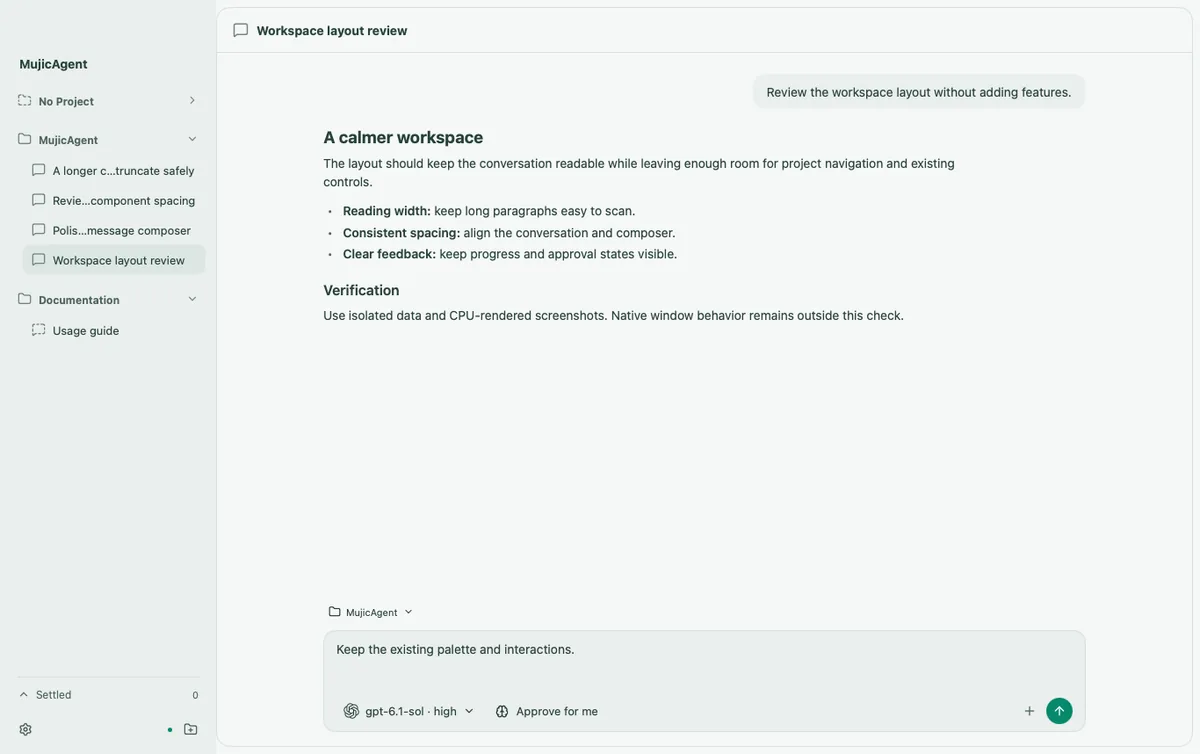 MujicAgent
No Project
MujicAgent
A longer c...truncate safely
Revie...component spacing
Polis...message composer
Workspace layout review
Documentation
Usage guide
Settled 0
Workspace layout review
Review the workspace layout without adding features.
A calmer workspace
The layout should keep the conversation readable while leaving enough room for project navigation and existing
controls.
• Reading width: keep long paragraphs easy to scan.
• Consistent spacing: align the conversation and composer.
• Clear feedback: keep progress and approval states visible.
Verification
Use isolated data and CPU-rendered screenshots. Native window behavior remains outside this check.
MujicAgent
Keep the existing palette and interactions.
gpt-6.1-sol · high Approve for me